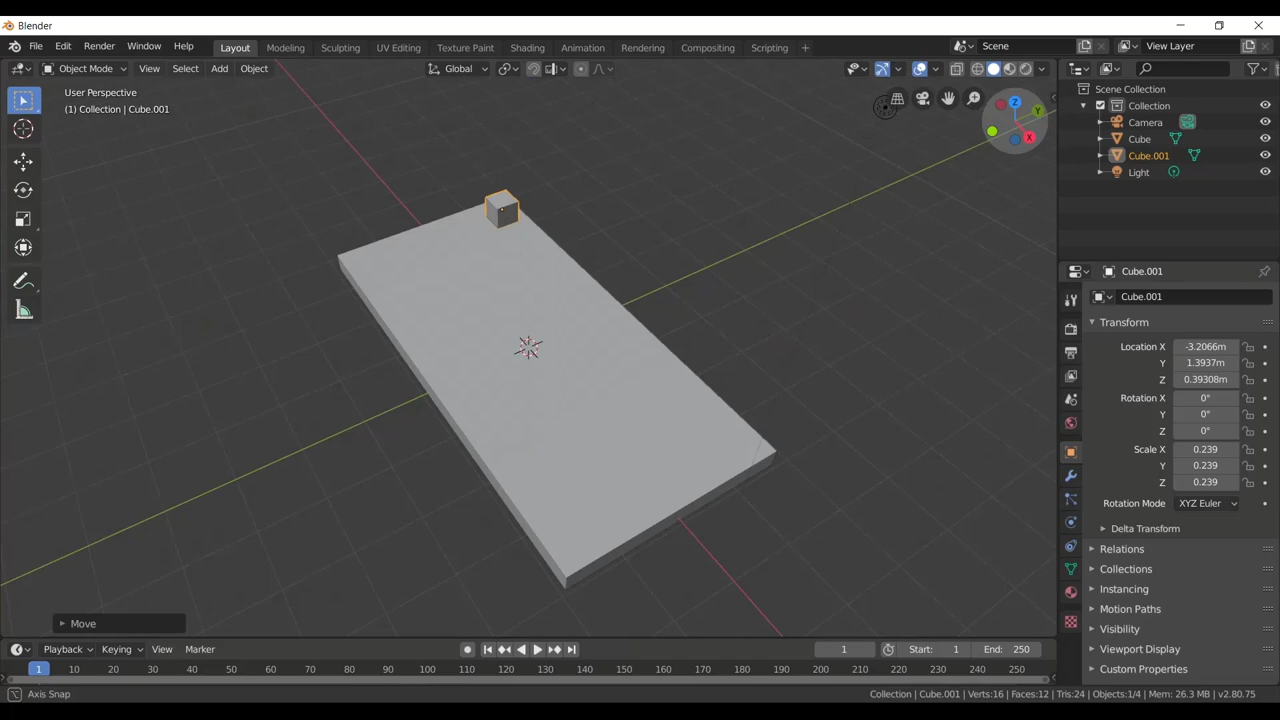 Blender
File Edit Render Window Help
Layout Modeling Sculpting UV Editing Texture Paint Shading Animation Rendering Compositing Scripting +
Scene
View Layer
Object Mode View Select Add Object
Global
User Perspective
(1) Collection | Cube.001
Z
Y
X
Scene Collection
Collection
Camera
Cube
Cube.001
Light
Cube.001
Cube.001
Transform
Location X -3.2066m
Y 1.3937m
Z 0.39308m
Rotation X 0°
Y 0°
Z 0°
Scale X 0.239
Y 0.239
Z 0.239
Rotation Mode XYZ Euler
Delta Transform
Relations
Collections
Instancing
Motion Paths
Visibility
Viewport Display
Custom Properties
Move
Playback Keying View Marker
1
Start: 1
End: 250
1 10 20 30 40 50 60 70 80 90 100 110 120 130 140 150 160 170 180 190 200 210 220 230 240 250
Axis Snap
Collection | Cube.001 | Verts:16 | Faces:12 | Tris:24 | Objects:1/4 | Mem: 26.3 MB | v2.80.75